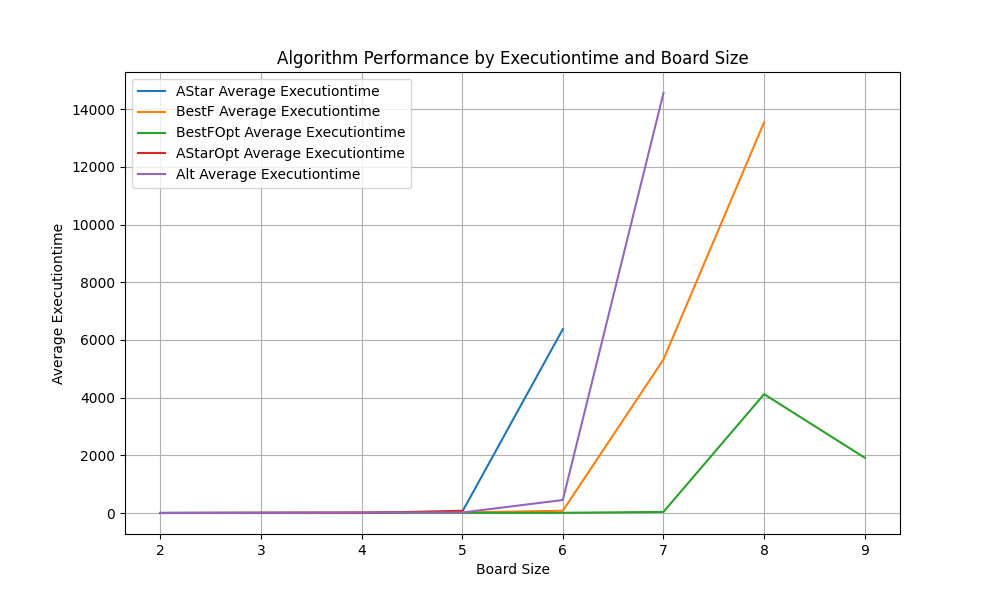 Algorithm Performance by Executiontime and Board Size
AStar Average Executiontime
BestF Average Executiontime
BestFOpt Average Executiontime
AStarOpt Average Executiontime
Alt Average Executiontime
Average Executiontime
14000
12000
10000
8000
6000
4000
2000
0
2 3 4 5 6 7 8 9
Board Size